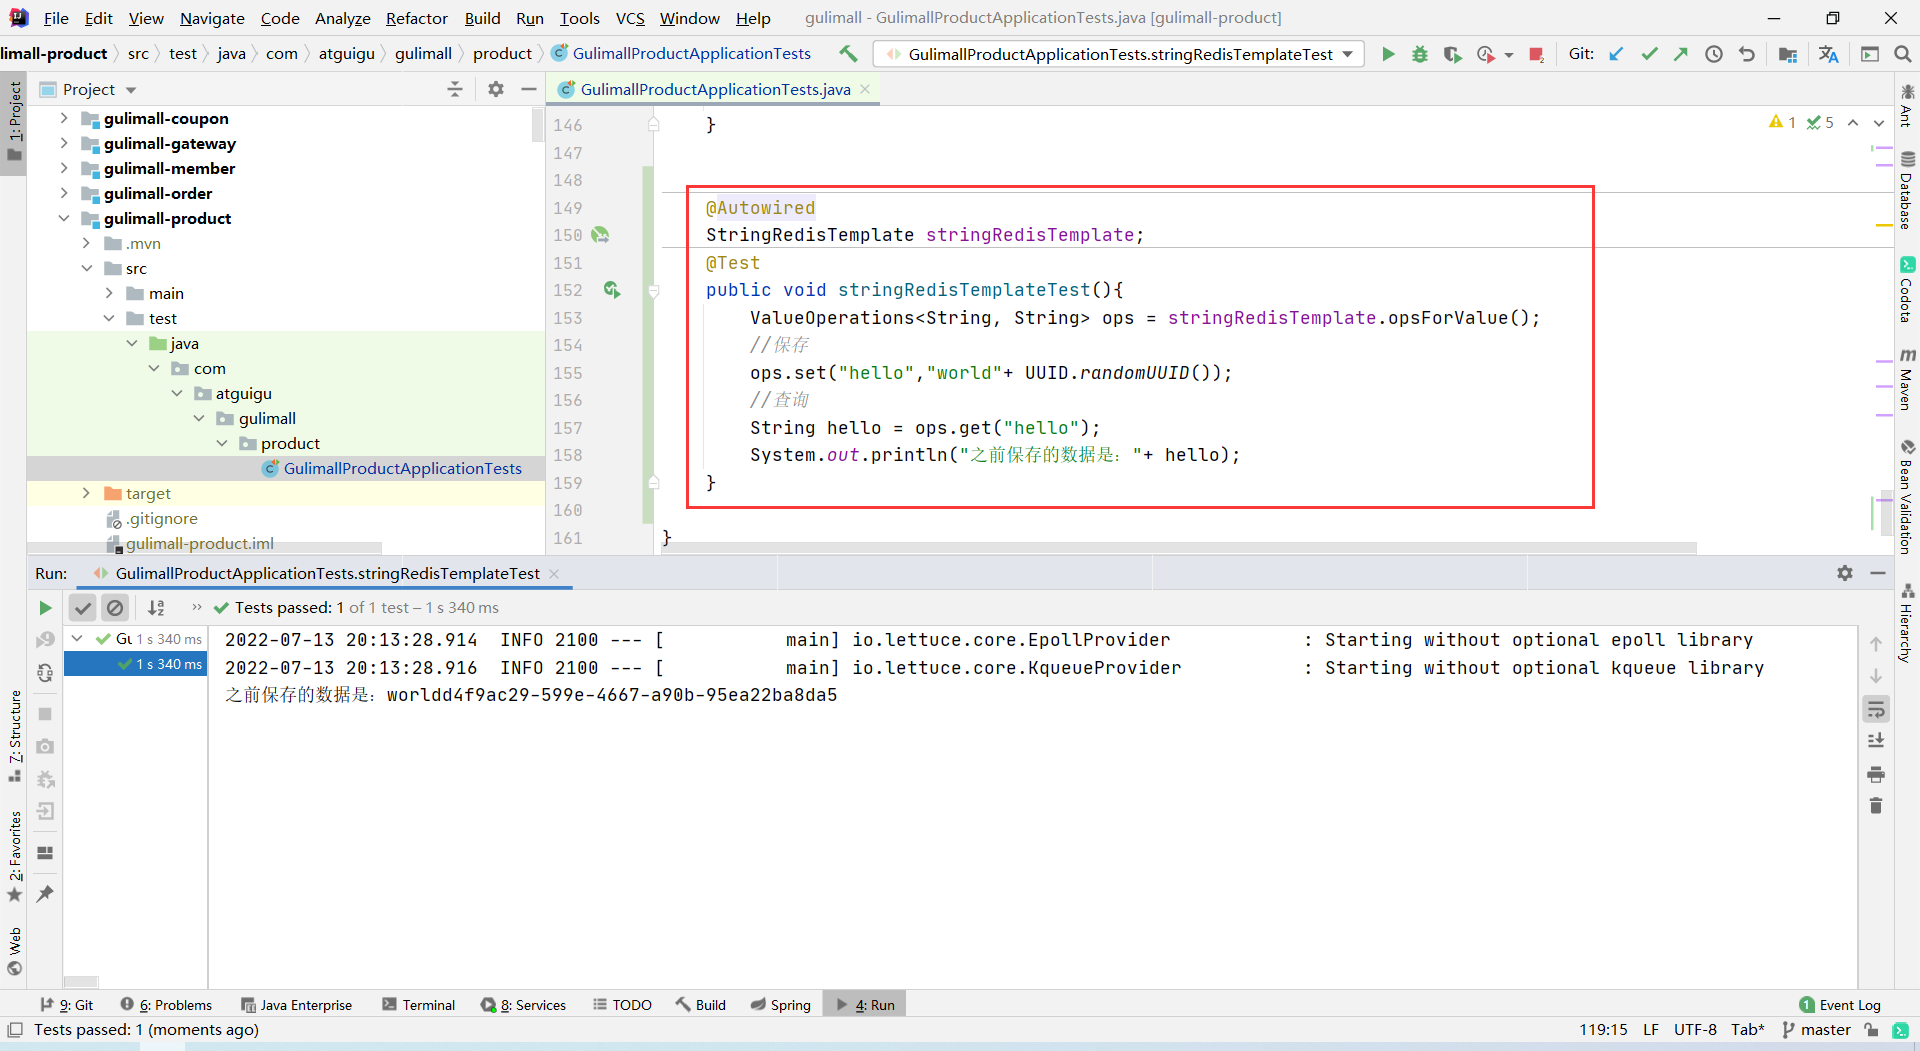 File Edit View Navigate Code Analyze Refactor Build Run Tools VCS Window Help gulimall - GulimallProductApplicationTests.java [gulimall-product]
limall-product src test java com atguigu gulimall product GulimallProductApplicationTests GulimallProductApplicationTests.stringRedisTemplateTest Git:
Project
GulimallProductApplicationTests.java
1: Project
gulimall-coupon
gulimall-gateway
gulimall-member
gulimall-order
gulimall-product
.mvn
src
main
test
java
com
atguigu
gulimall
product
GulimallProductApplicationTests
target
.gitignore
gulimall-product.iml
1 5
146 }
147
148
149 @Autowired
150 StringRedisTemplate stringRedisTemplate;
151 @Test
152 public void stringRedisTemplateTest(){
153 ValueOperations<String, String> ops = stringRedisTemplate.opsForValue();
154 //保存
155 ops.set("hello","world"+ UUID.randomUUID());
156 //查询
157 String hello = ops.get("hello");
158 System.out.println("之前保存的数据是："+ hello);
159 }
160
161 }
Ant
Database
Codota
Maven
Bean Validation
Hierarchy
Run: GulimallProductApplicationTests.stringRedisTemplateTest
Tests passed: 1 of 1 test – 1 s 340 ms
Gu 1 s 340 ms
1 s 340 ms
2022-07-13 20:13:28.914  INFO 2100 --- [           main] io.lettuce.core.EpollProvider            : Starting without optional epoll library
2022-07-13 20:13:28.916  INFO 2100 --- [           main] io.lettuce.core.KqueueProvider           : Starting without optional kqueue library
之前保存的数据是：worldd4f9ac29-599e-4667-a90b-95ea22ba8da5
7: Structure
2: Favorites
Web
9: Git 6: Problems Java Enterprise Terminal 8: Services TODO Build Spring 4: Run 1 Event Log
Tests passed: 1 (moments ago) 119:15 LF UTF-8 Tab* master